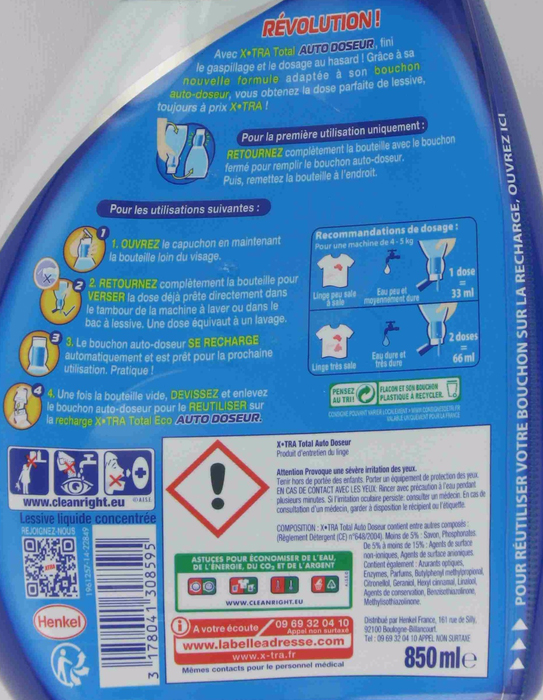 RÉVOLUTION !
Avec X•TRA Total AUTO DOSEUR, fini
le gaspillage et le dosage au hasard ! Grâce à sa
nouvelle formule adaptée à son bouchon
auto-doseur, vous obtenez la dose parfaite de lessive,
toujours à prix X•TRA !
Pour la première utilisation uniquement :
RETOURNEZ complètement la bouteille avec le bouchon
fermé pour remplir le bouchon auto-doseur.
Puis, remettez la bouteille à l'endroit.
Pour les utilisations suivantes :
1
1. OUVREZ le capuchon en maintenant
la bouteille loin du visage.
2
2. RETOURNEZ complètement la bouteille pour
VERSER la dose déjà prête directement dans
le tambour de la machine à laver ou dans le
bac à lessive. Une dose équivaut à un lavage.
3
3. Le bouchon auto-doseur SE RECHARGE
automatiquement et est prêt pour la prochaine
utilisation. Pratique !
4
4. Une fois la bouteille vide, DEVISSEZ et enlevez
le bouchon auto-doseur pour le REUTILISER sur
la recharge X•TRA Total Eco AUTO DOSEUR.
Recommandations de dosage :
Pour une machine de 4 - 5 kg
Linge peu sale
à sale
Eau peu et
moyennement dure
1 dose
=
33 ml
Linge très sale
Eau dure et
très dure
2 doses
=
66 ml
PENSEZ
AU TRI!
FLACON ET SON BOUCHON
PLASTIQUE À RECYCLER.
CONSIGNE POUVANT VARIER LOCALEMENT > WWW.CONSIGNESDETRI.FR
VALABLE UNIQUEMENT POUR LA FRANCE
POUR RÉUTILISER VOTRE BOUCHON SUR LA RECHARGE, OUVREZ ICI
www.cleanright.eu
©A.I.S.E.
Lessive liquide concentrée
REJOIGNEZ-NOUS
Henkel
LABELLEADRESSE
3 178041 308595
X•TRA Total Auto Doseur
Produit d'entretien du linge
Attention Provoque une sévère irritation des yeux.
Tenir hors de portée des enfants. Porter un équipement de protection des yeux.
EN CAS DE CONTACT AVEC LES YEUX: Rincer avec précaution à l'eau pendant
plusieurs minutes. Si l'irritation oculaire persiste: consulter un médecin. En cas de
consultation d'un médecin, garder à disposition le récipient ou l'étiquette.
COMPOSITION : X•TRA Total Auto Doseur contient entre autres composés :
(Règlement Détergent (CE) n°648/2004). Moins de 5% : Savon, Phosphonates.
De 5% à moins de 15% : Agents de surface
non-ioniques, Agents de surface anioniques.
Contient également : Azurants optiques,
Enzymes, Parfums, Butylphenyl methylpropional,
Citronellol, Geraniol, Hexyl cinnamal, Linalool,
Agents de conservation, Benzisothiazolinone,
Methylisothiazolinone.
ASTUCES POUR ÉCONOMISER DE L'EAU,
DE L'ÉNERGIE, DU CO2 ET DE L'ARGENT
WWW.CLEANRIGHT.EU
A votre écoute
09 69 32 04 10
Appel non surtaxé
www.labelleadresse.com
www.x-tra.fr
Mêmes contacts pour le personnel médical
Distribué par Henkel France, 161 rue de Silly,
92100 Boulogne-Billancourt.
Tel : 09 69 32 04 10 APPEL NON SURTAXE
850 ml e